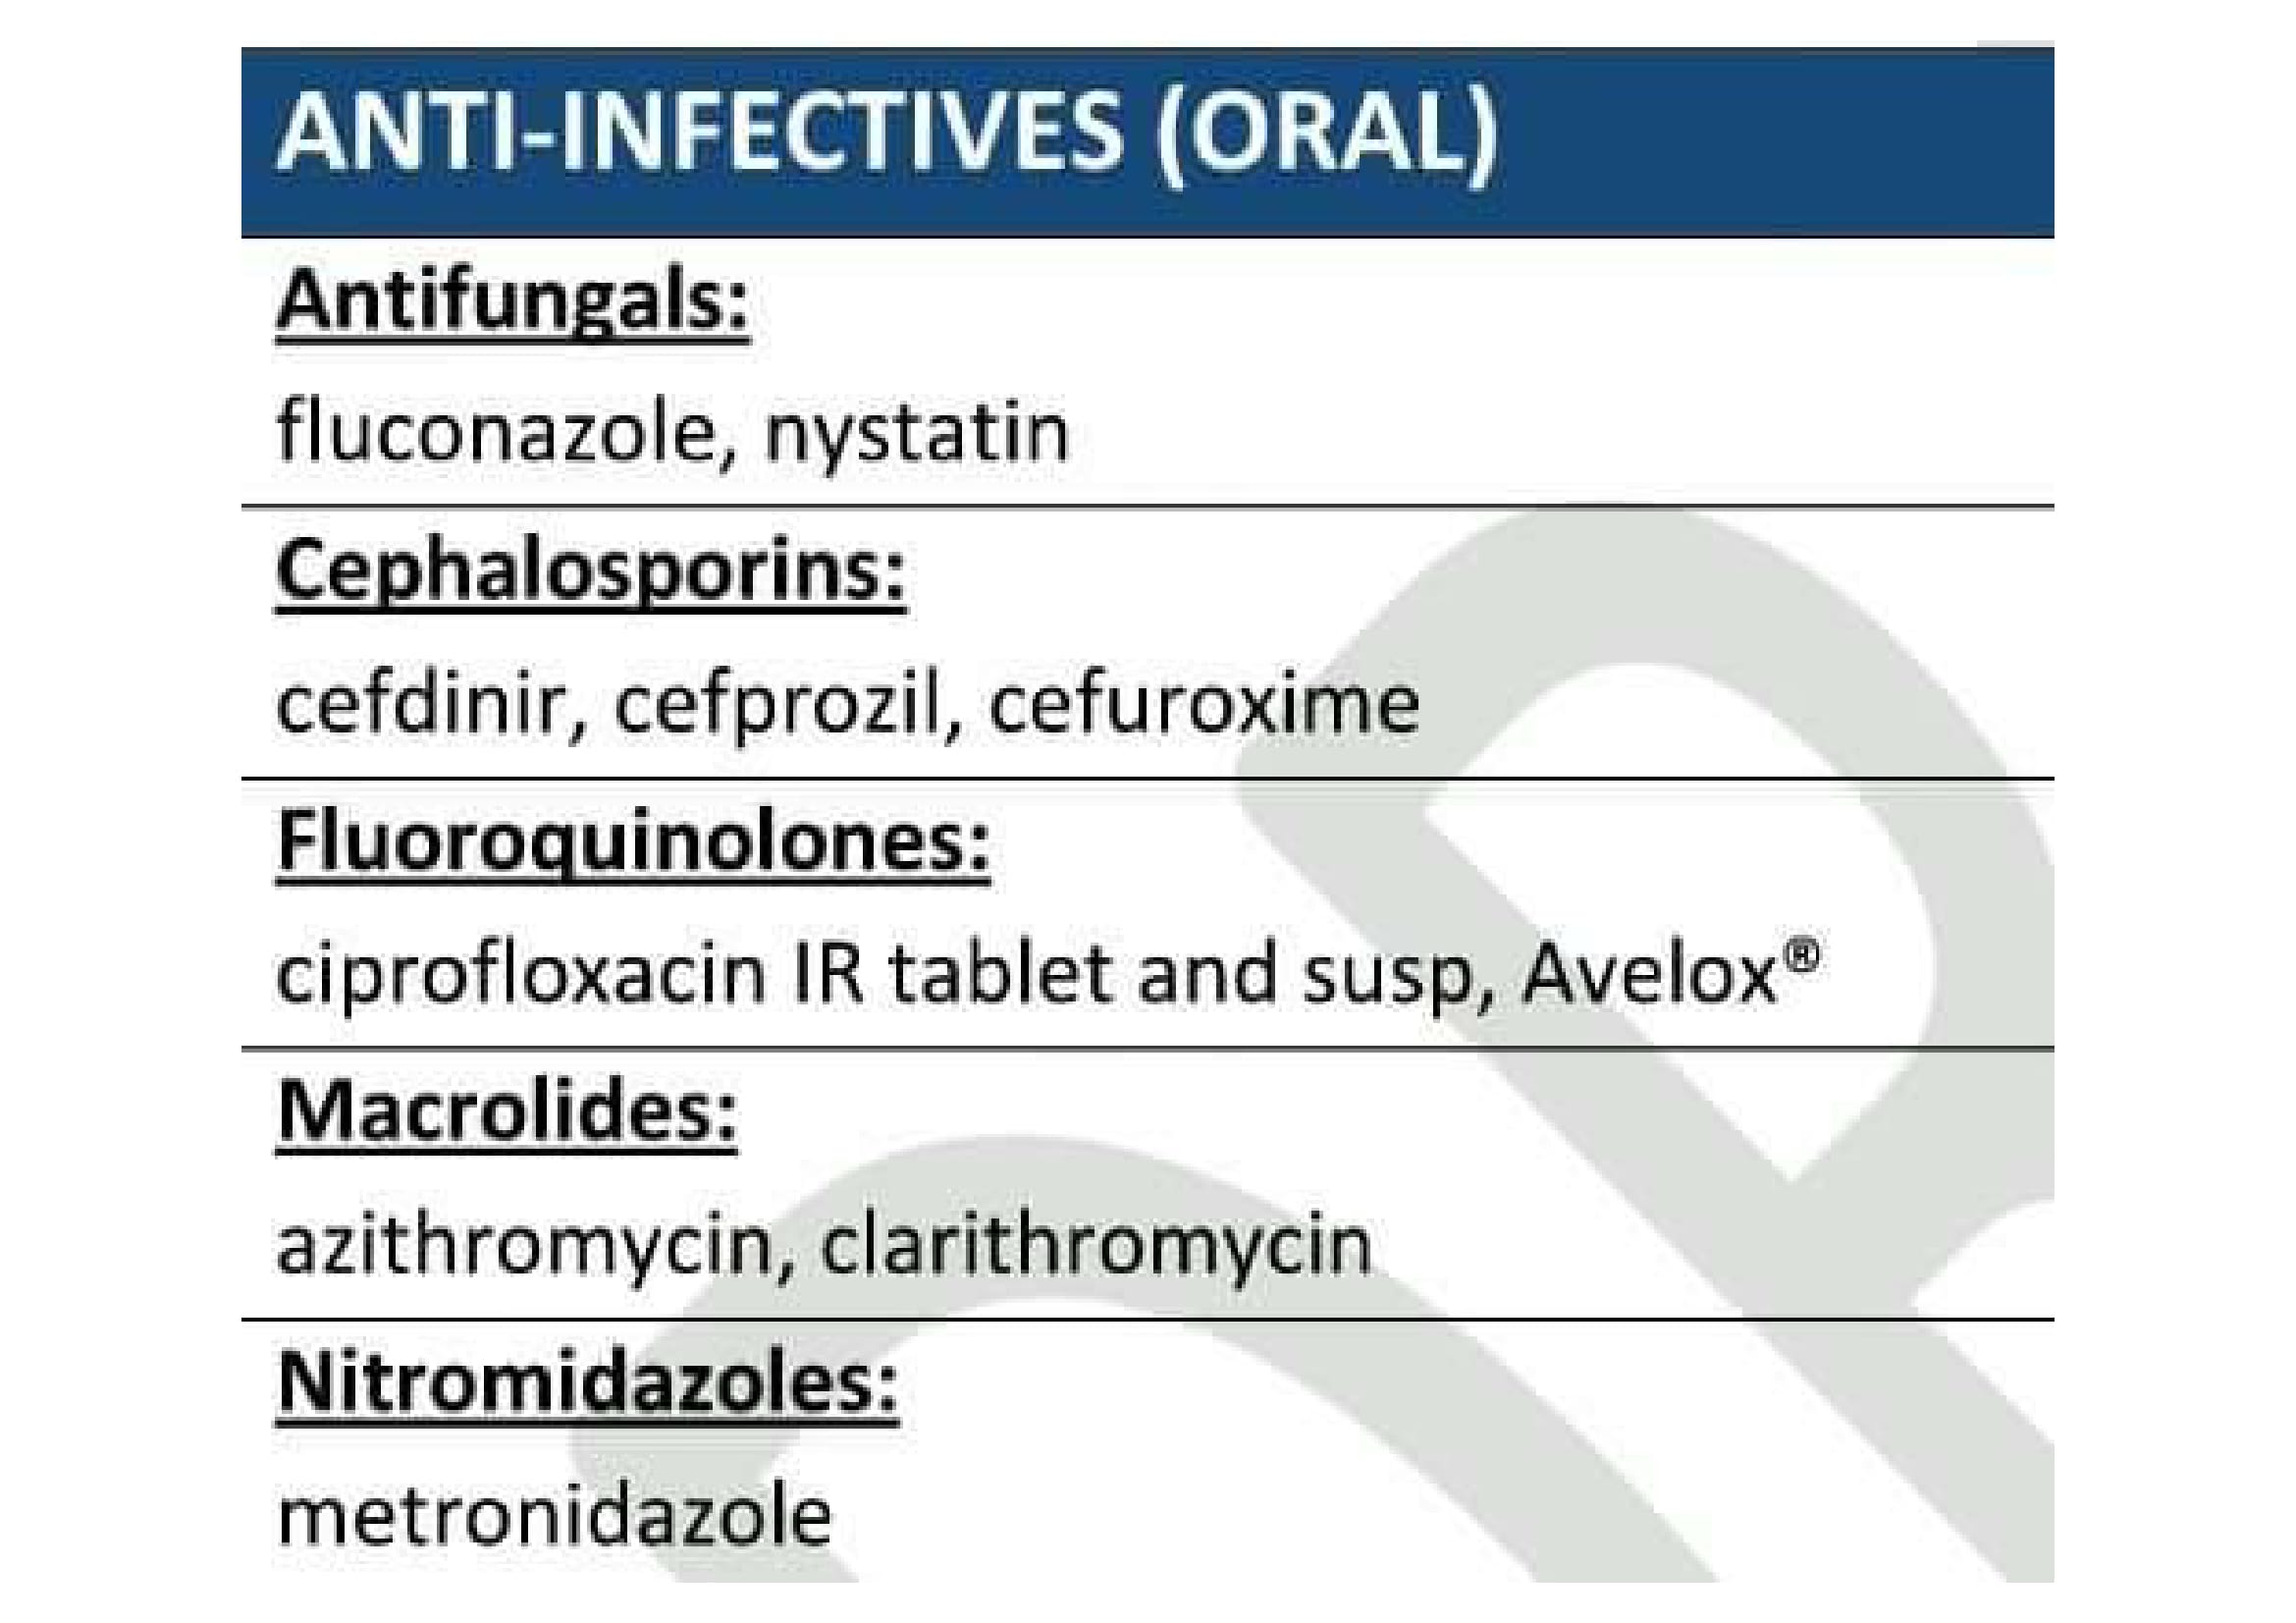 ANTI-INFECTIVES (ORAL)
Antifungals:
fluconazole, nystatin
Cephalosporins:
cefdinir, cefprozil, cefuroxime
Fluoroquinolones:
ciprofloxacin IR tablet and susp, Avelox®
Macrolides:
azithromycin, clarithromycin
Nitromidazoles:
metronidazole